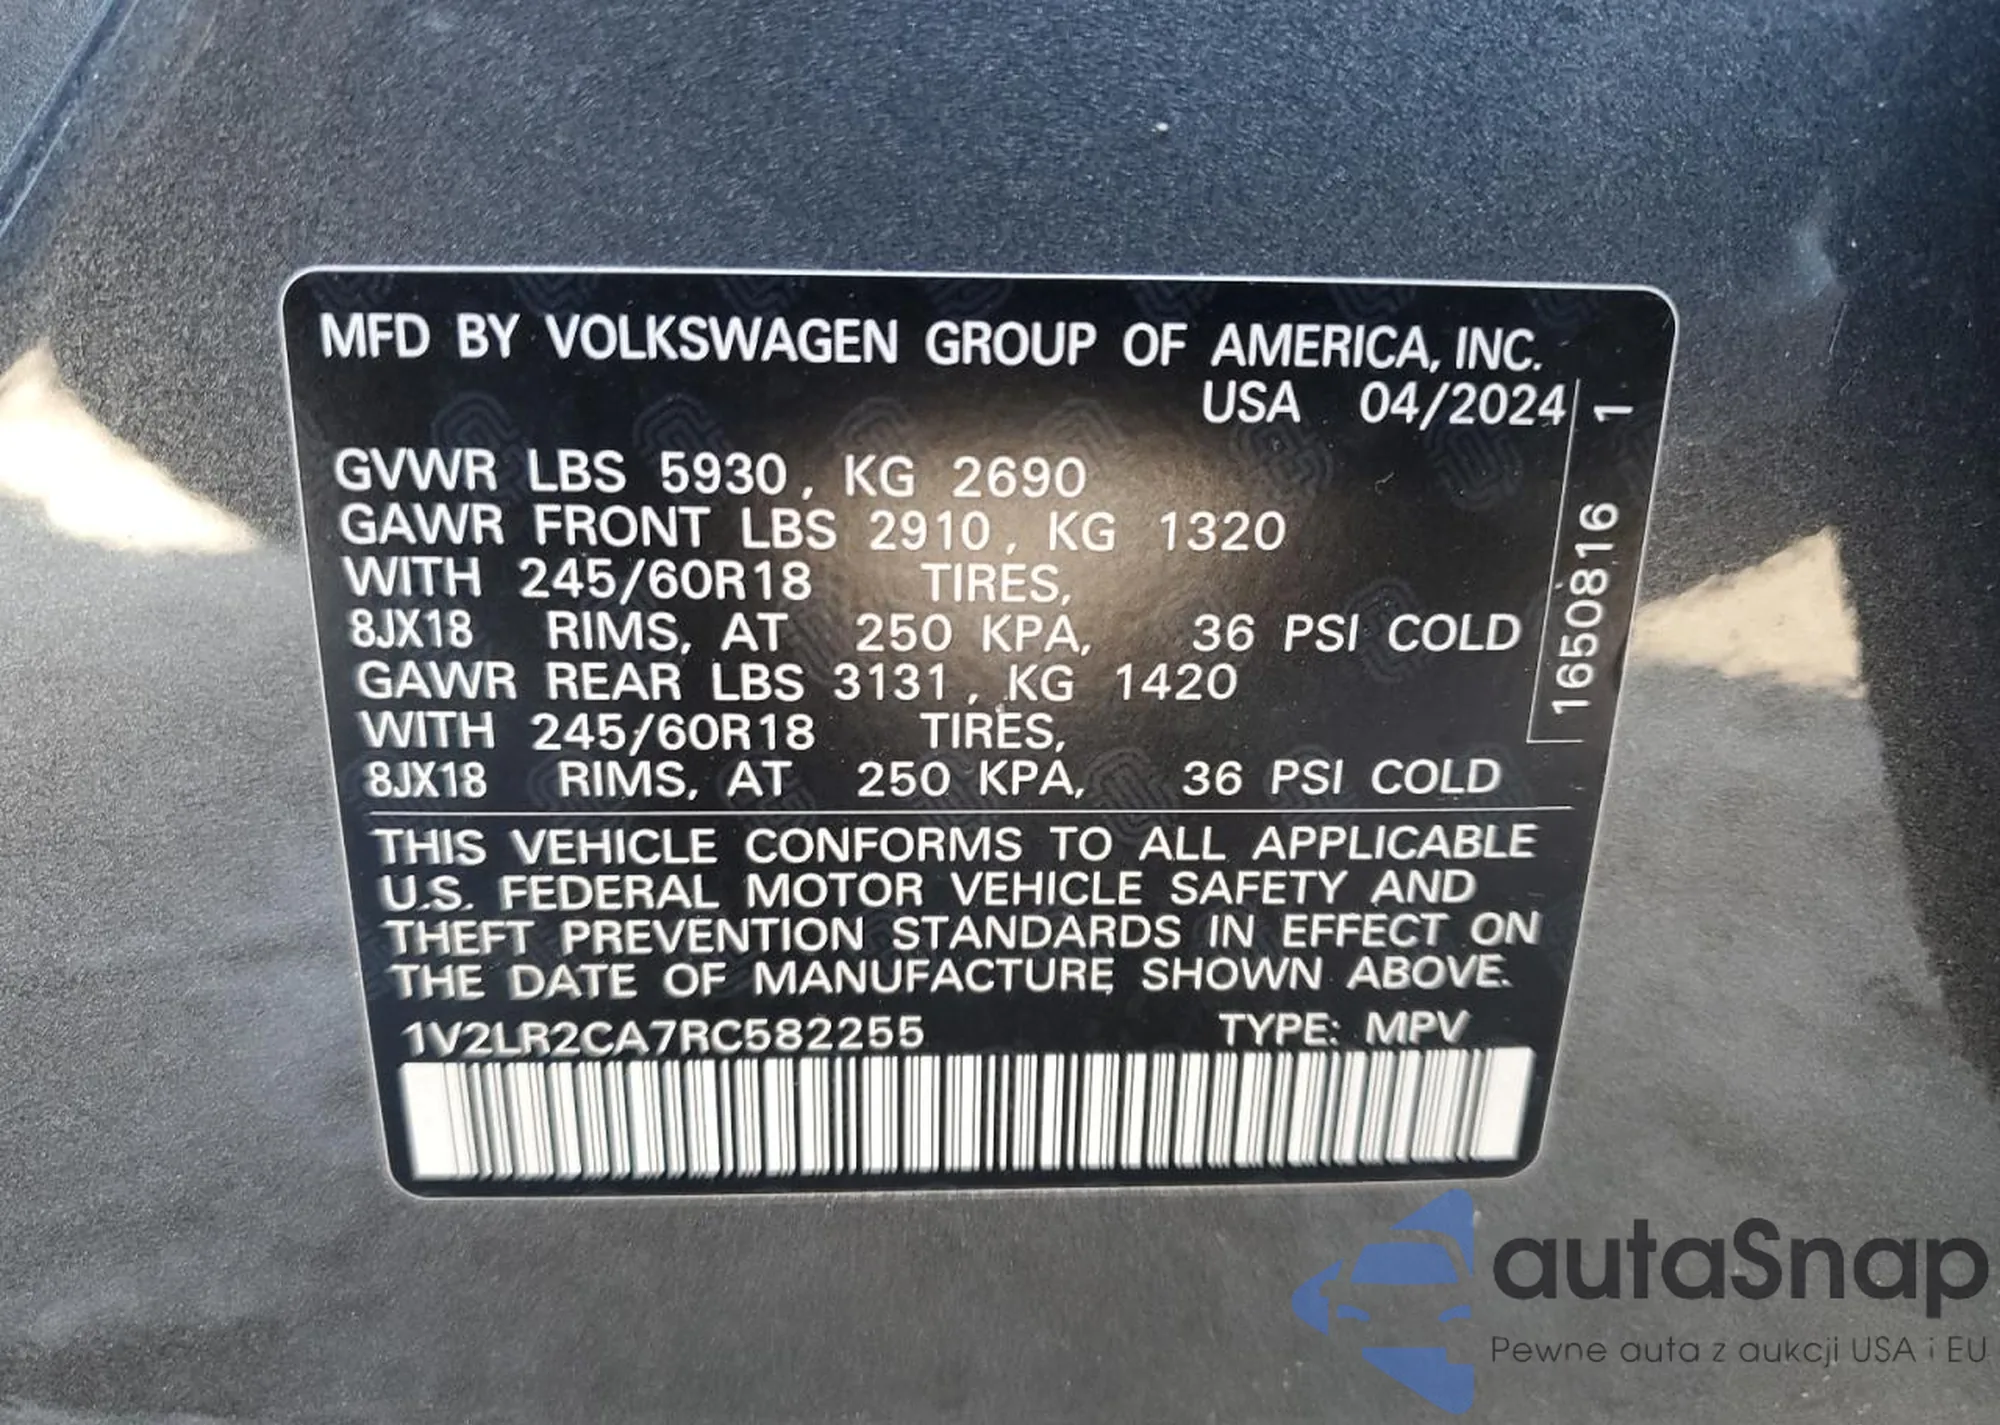 MFD BY VOLKSWAGEN GROUP OF AMERICA, INC.
USA 04/2024
GVWR LBS 5930, KG 2690
GAWR FRONT LBS 2910, KG 1320
WITH 245/60R18 TIRES,
8JX18 RIMS, AT 250 KPA, 36 PSI COLD
GAWR REAR LBS 3131, KG 1420
WITH 245/60R18 TIRES,
8JX18 RIMS, AT 250 KPA, 36 PSI COLD
1650816 1
THIS VEHICLE CONFORMS TO ALL APPLICABLE
U.S. FEDERAL MOTOR VEHICLE SAFETY AND
THEFT PREVENTION STANDARDS IN EFFECT ON
THE DATE OF MANUFACTURE SHOWN ABOVE.
1V2LR2CA7RC582255 TYPE: MPV
autaSnap
Pewne auta z aukcji USA i EU